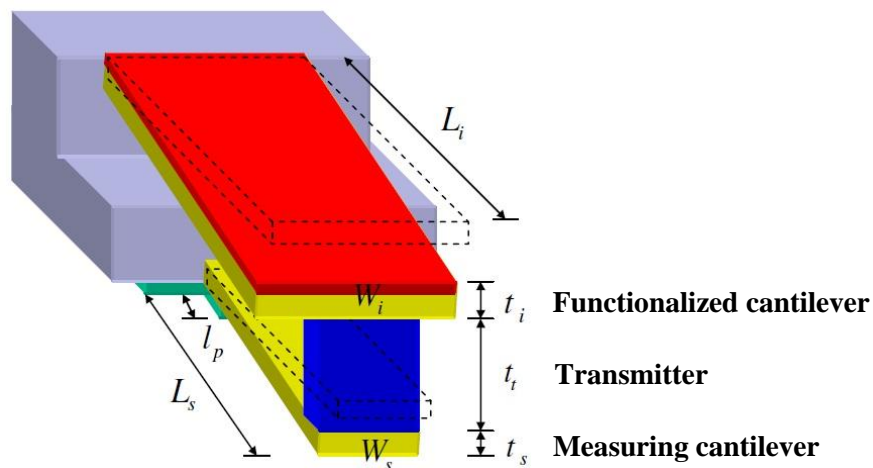 L_i
W_i
t_i Functionalized cantilever
l_p
t_t Transmitter
L_s
W_s
t_s Measuring cantilever